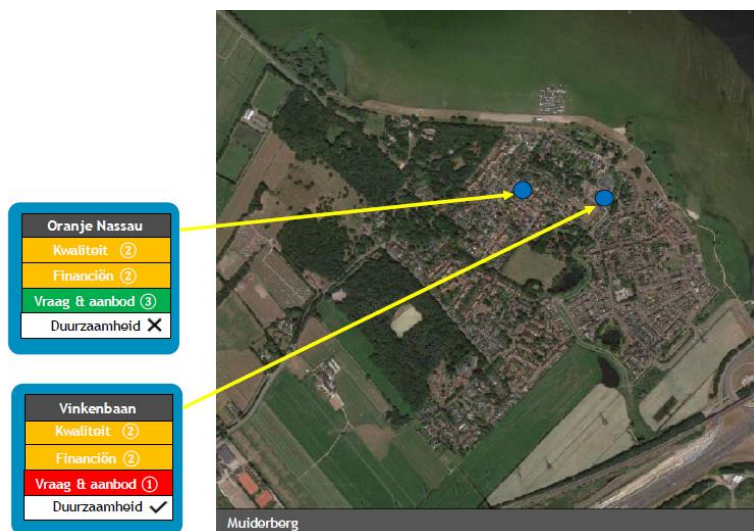 Oranje Nassau
Kwaliteit ②
Financiën ②
Vraag & aanbod ③
Duurzaamheid ✕
Vinkenbaan
Kwaliteit ②
Financiën ②
Vraag & aanbod ①
Duurzaamheid ✓
Muiderberg